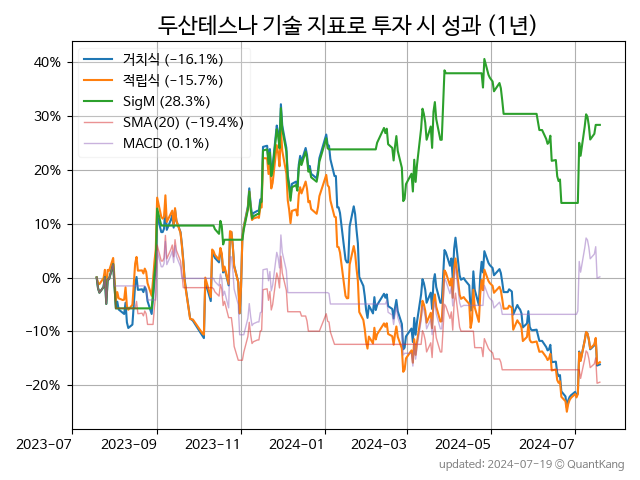 두산테스나 기술 지표로 투자 시 성과 (1년)
거치식 (−16.1%)
적립식 (−15.7%)
SigM (28.3%)
SMA(20) (−19.4%)
MACD (0.1%)
40%
30%
20%
10%
0%
−10%
−20%
2023-07 2023-09 2023-11 2024-01 2024-03 2024-05 2024-07
updated: 2024-07-19 @ QuantKang